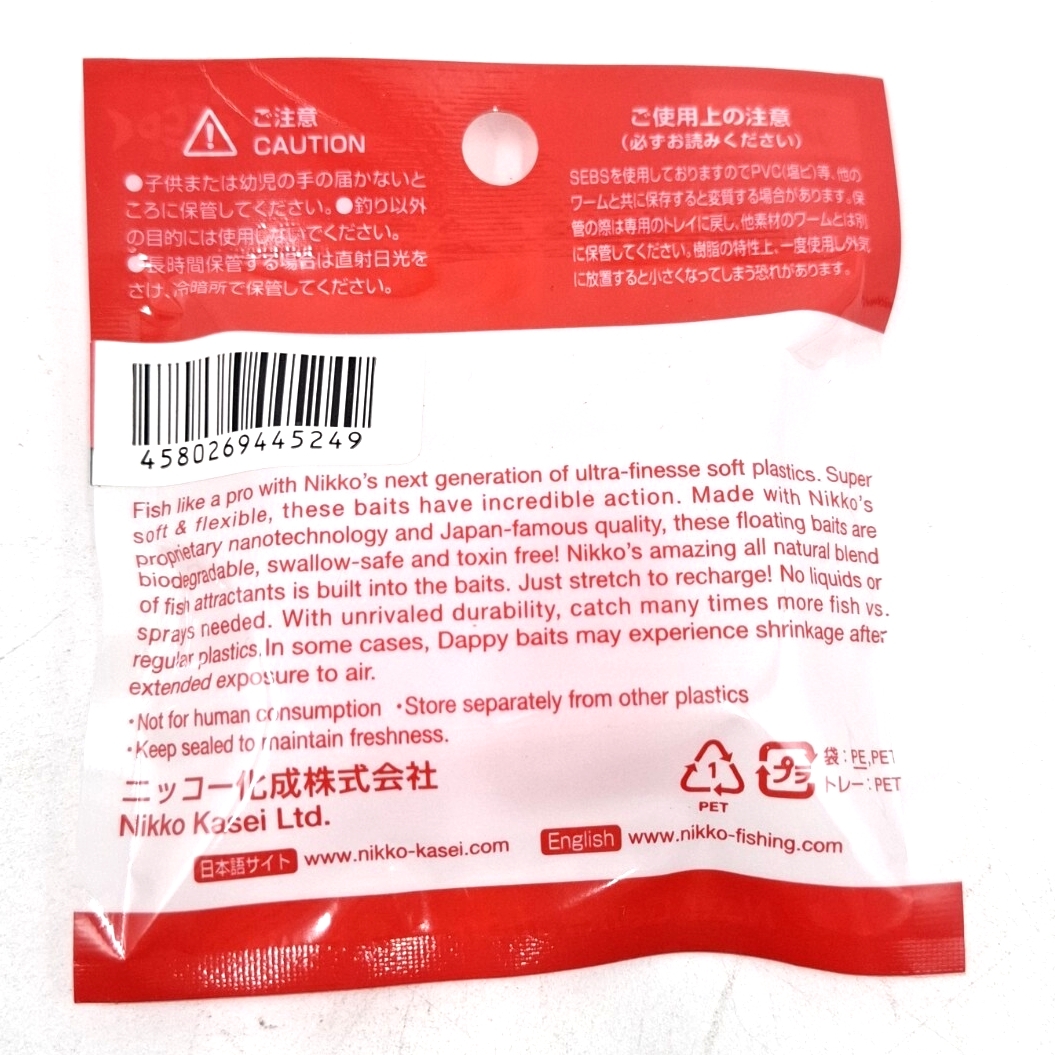 ご注意
CAUTION
●子供または幼児の手の届かないと
ころに保管してください。●釣り以外
の目的には使用しないでください。
●長時間保管する場合は直射日光を
さけ、冷暗所で保管してください。
ご使用上の注意
（必ずお読みください）
SEBSを使用しておりますのでPVC(塩ビ)等、他の
ワームと共に保存すると変質する場合があります。保
管の際は専用のトレイに戻し、他素材のワームとは別
に保管してください。樹脂の特性上、一度使用し外気
に放置すると小さくなってしまう恐れがあります。
4580269445249
Fish like a pro with Nikko's next generation of ultra-finesse soft plastics. Super
soft & flexible, these baits have incredible action. Made with Nikko's
proprietary nanotechnology and Japan-famous quality, these floating baits are
biodegradable, swallow-safe and toxin free! Nikko's amazing all natural blend
of fish attractants is built into the baits. Just stretch to recharge! No liquids or
sprays needed. With unrivaled durability, catch many times more fish vs.
regular plastics. In some cases, Dappy baits may experience shrinkage after
extended exposure to air.
・Not for human consumption ・Store separately from other plastics
・Keep sealed to maintain freshness.
ニッコー化成株式会社
Nikko Kasei Ltd.
1
PET
プラ
袋：PE,PET
トレー：PET
日本語サイト www.nikko-kasei.com
English www.nikko-fishing.com